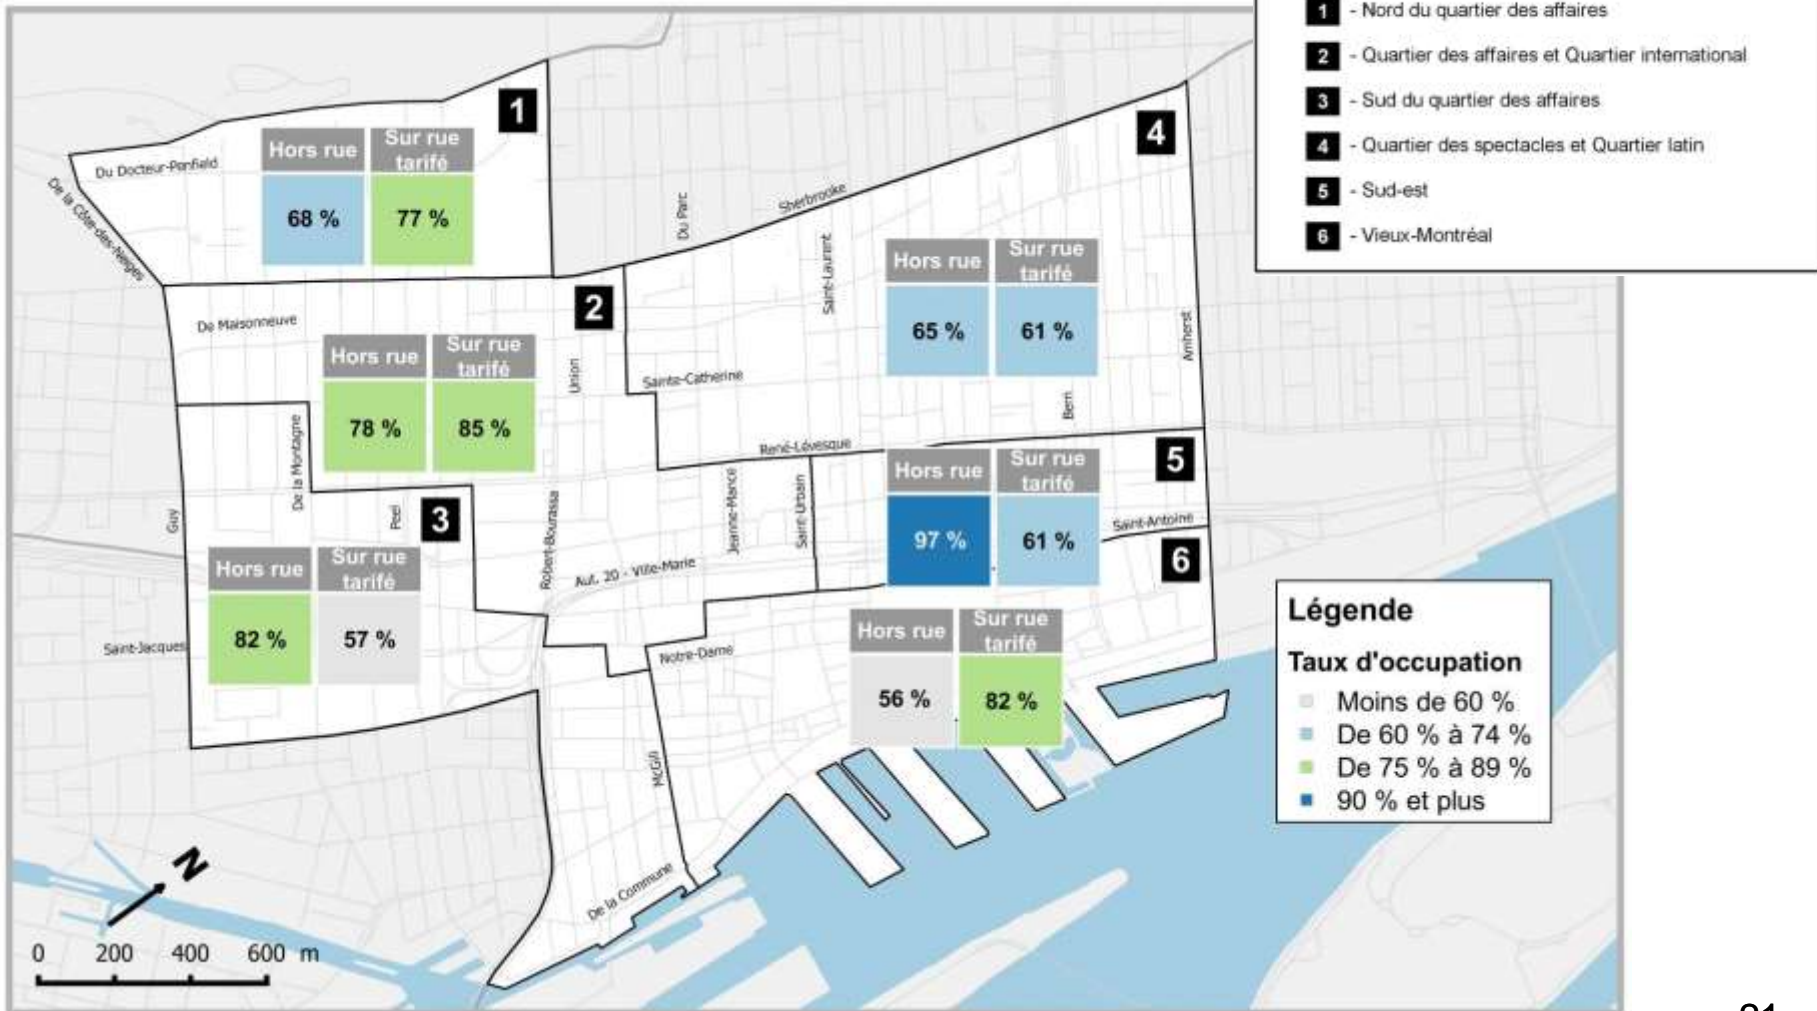 1 - Nord du quartier des affaires
2 - Quartier des affaires et Quartier international
3 - Sud du quartier des affaires
4 - Quartier des spectacles et Quartier latin
5 - Sud-est
6 - Vieux-Montréal
1
Hors rue
Sur rue
tarifé
68 %
77 %
Du Docteur-Penfield
De la Côte-des-Neiges
4
Du Parc
Sherbrooke
Saint-Laurent
Hors rue
Sur rue
tarifé
65 %
61 %
Amherst
Berri
2
De Maisonneuve
Hors rue
Sur rue
tarifé
78 %
85 %
Union
Sainte-Catherine
René-Lévesque
De la Montagne
Guy
Peel
3
Robert-Bourassa
Jeanne-Mance
Saint-Urbain
Aut. 20 - Ville-Marie
5
Hors rue
Sur rue
tarifé
97 %
61 %
Saint-Antoine
6
Hors rue
Sur rue
tarifé
82 %
57 %
Saint-Jacques
Notre-Dame
Hors rue
Sur rue
tarifé
56 %
82 %
McGill
De la Commune
Légende
Taux d'occupation
Moins de 60 %
De 60 % à 74 %
De 75 % à 89 %
90 % et plus
N
0 200 400 600 m